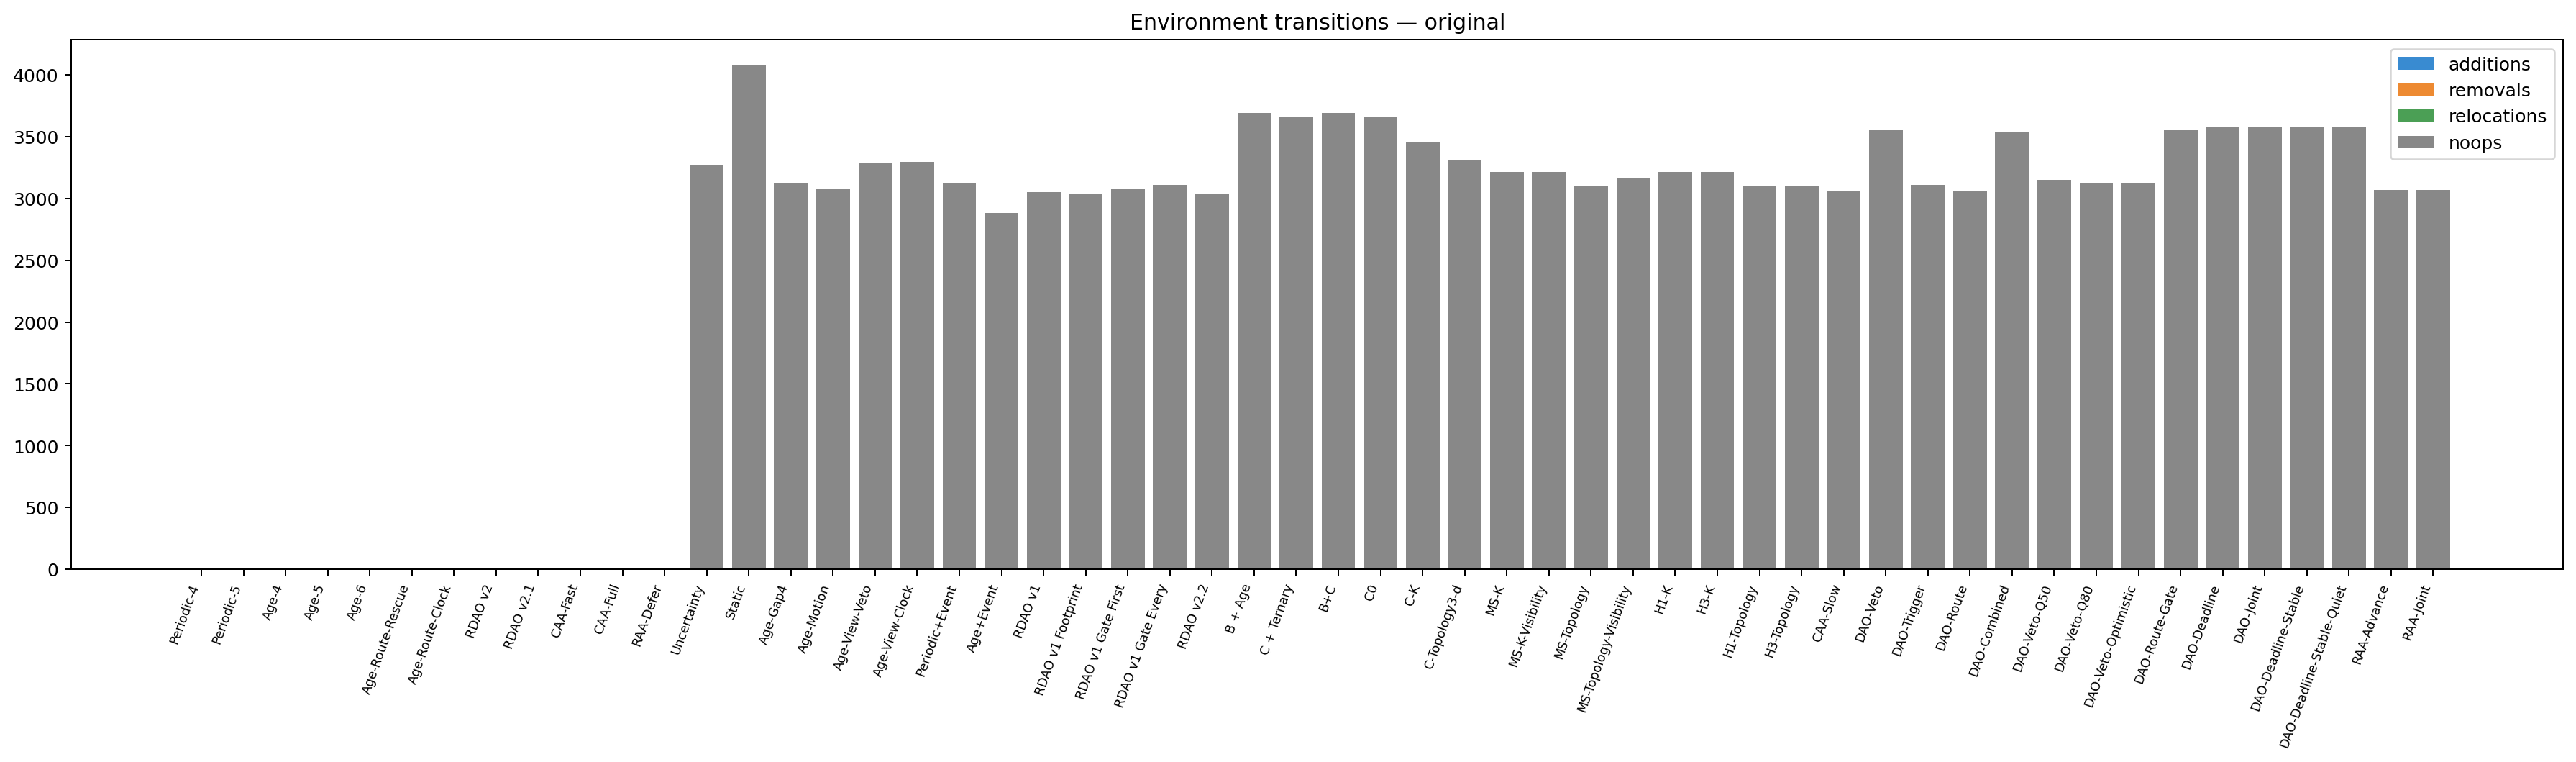 Environment transitions — original
additions
removals
relocations
noops
4000
3500
3000
2500
2000
1500
1000
500
0
Periodic-4
Periodic-5
Age-4
Age-5
Age-6
Age-Route-Rescue
Age-Route-Clock
RDAO v2
RDAO v2.1
CAA-Fast
CAA-Full
RAA-Defer
Uncertainty
Static
Age-Gap4
Age-Motion
Age-View-Veto
Age-View-Clock
Periodic+Event
Age+Event
RDAO v1
RDAO v1 Footprint
RDAO v1 Gate First
RDAO v1 Gate Every
RDAO v2.2
B + Age
C + Ternary
B+C
C0
C-K
C-Topology3-d
MS-K
MS-K-Visibility
MS-Topology
MS-Topology-Visibility
H1-K
H3-K
H1-Topology
H3-Topology
CAA-Slow
DAO-Veto
DAO-Trigger
DAO-Route
DAO-Combined
DAO-Veto-Q50
DAO-Veto-Q80
DAO-Veto-Optimistic
DAO-Route-Gate
DAO-Deadline
DAO-Joint
DAO-Deadline-Stable
DAO-Deadline-Stable-Quiet
RAA-Advance
RAA-Joint